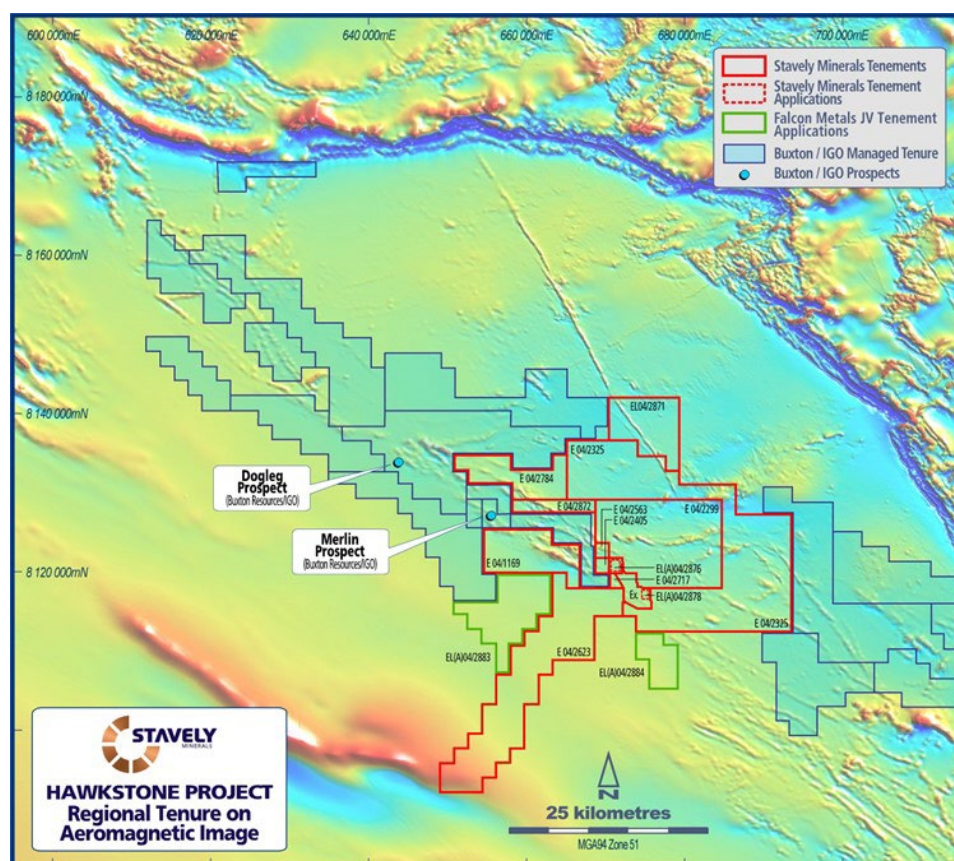 600 000mE
620 000mE
640 000mE
660 000mE
680 000mE
700 000mE
8 180 000mN
8 160 000mN
8 140 000mN
8 120 000mN
Stavely Minerals Tenements
Stavely Minerals Tenement
Applications
Falcon Metals JV Tenement
Applications
Buxton / IGO Managed Tenure
Buxton / IGO Prospects
EL04/2871
E 04/2325
E 04/2784
Dogleg
Prospect
(Buxton Resources/IGO)
E 04/2872
E 04/2563
E 04/2405
E 04/2299
Merlin
Prospect
(Buxton Resources/IGO)
E 04/1169
EL(A)04/2876
E 04/2717
Ex.
EL(A)04/2878
E 04/2325
EL(A)04/2883
E 04/2623
EL(A)04/2884
STAVELY
MINERALS
HAWKSTONE PROJECT
Regional Tenure on
Aeromagnetic Image
N
25 kilometres
MGA94 Zone 51